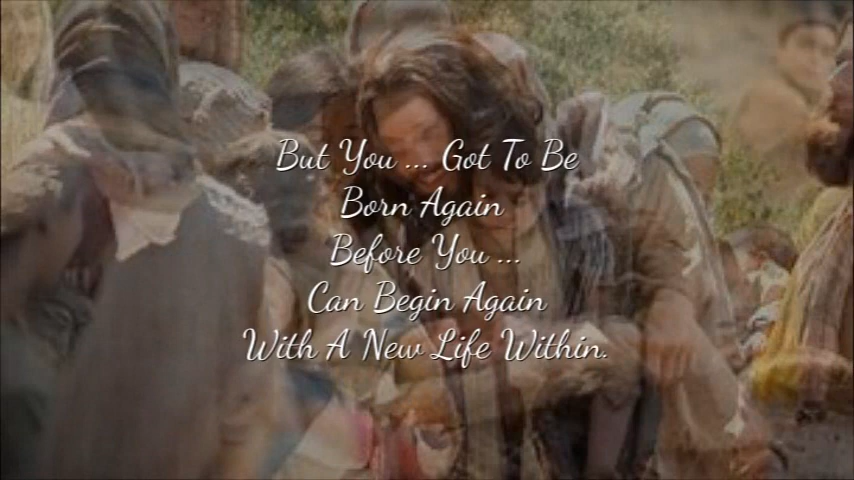 But You ... Got To Be
Born Again
Before You ...
Can Begin Again
With A New Life Within.